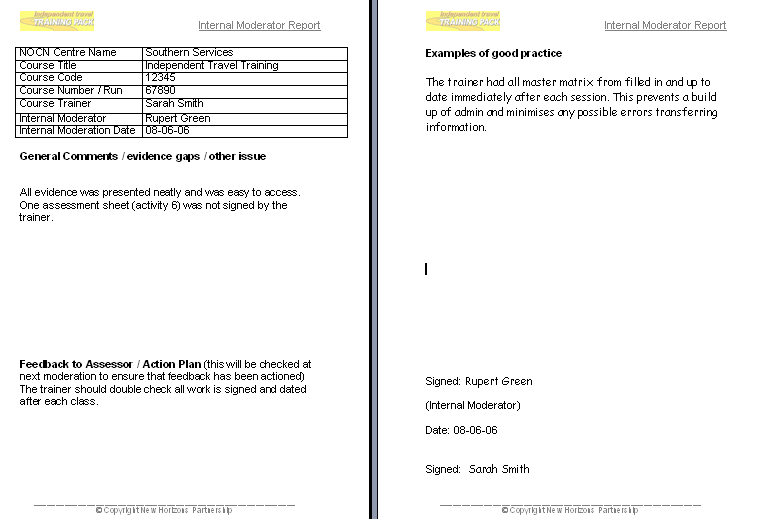 Independent travel
TRAINING PACK
Internal Moderator Report
NOCN Centre Name Southern Services
Course Title Independent Travel Training
Course Code 12345
Course Number / Run 67890
Course Trainer Sarah Smith
Internal Moderator Rupert Green
Internal Moderation Date 08-06-06
General Comments / evidence gaps / other issue
All evidence was presented neatly and was easy to access.
One assessment sheet (activity 6) was not signed by the
trainer.
Feedback to Assessor / Action Plan (this will be checked at
next moderation to ensure that feedback has been actioned)
The trainer should double check all work is signed and dated
after each class.
© Copyright New Horizons Partnership
Independent travel
TRAINING PACK
Internal Moderator Report
Examples of good practice
The trainer had all master matrix from filled in and up to
date immediately after each session. This prevents a build
up of admin and minimises any possible errors transferring
information.
Signed: Rupert Green
(Internal Moderator)
Date: 08-06-06
Signed: Sarah Smith
© Copyright New Horizons Partnership